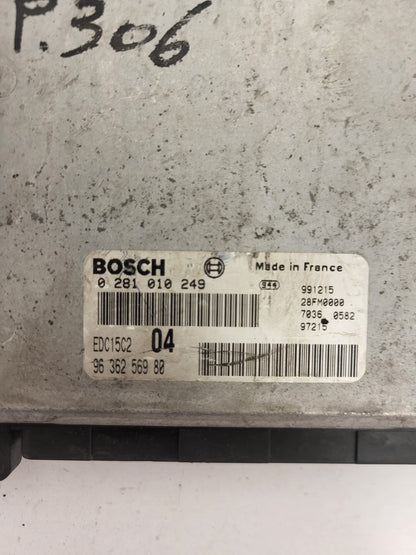 P.306
BOSCH Made in France
0 281 010 249
944 991215
28FM0000
7036 0582
97215
EDC15C2 04
96 362 569 80